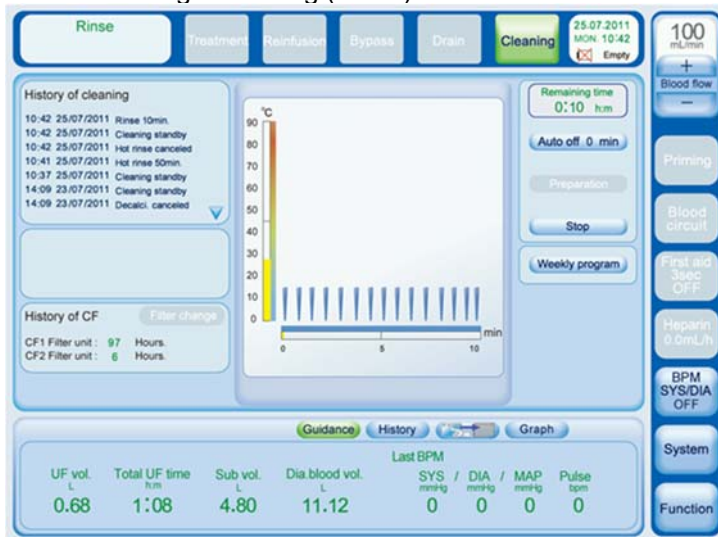 Rinse
Treatment
Reinfusion
Bypass
Drain
Cleaning
25.07.2011
MON. 10:42
Empty
100
mL/min
+
Blood flow
−
Priming
Blood
circuit
First aid
3sec
OFF
Heparin
0.0mL/h
BPM
SYS/DIA
OFF
System
Function
History of cleaning
10:42 25/07/2011 Rinse 10min.
10:42 25/07/2011 Cleaning standby
10:42 25/07/2011 Hot rinse canceled
10:41 25/07/2011 Hot rinse 50min.
10:37 25/07/2011 Cleaning standby
14:09 23/07/2011 Cleaning standby
14:09 23/07/2011 Decalci. canceled
History of CF
Filter change
CF1 Filter unit : 97 Hours.
CF2 Filter unit : 6 Hours.
°C
90
80
70
60
50
40
30
20
10
0
min
0 5 10
Remaining time
0:10 h:m
Auto off 0 min
Preparation
Stop
Weekly program
Guidance
History
Graph
Last BPM
UF vol. Total UF time Sub vol. Dia.blood vol. SYS / DIA / MAP Pulse
L h:m L L mmHg mmHg mmHg bpm
0.68 1:08 4.80 11.12 0 0 0 0